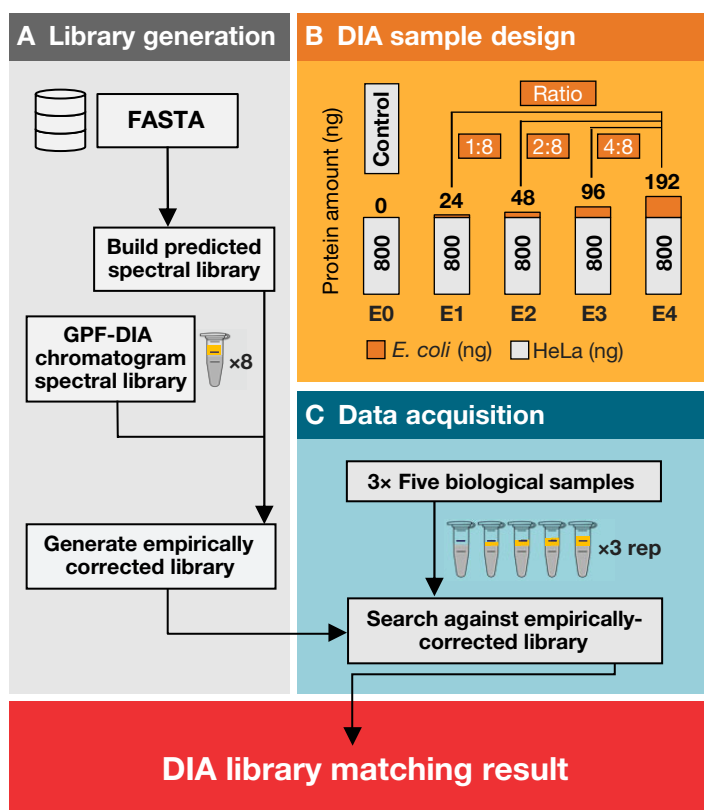 A Library generation
FASTA
Build predicted
spectral library
GPF-DIA
chromatogram
spectral library
×8
Generate empirically
corrected library
B DIA sample design
Protein amount (ng)
Control
Ratio
1:8
2:8
4:8
0
24
48
96
192
800
800
800
800
800
E0
E1
E2
E3
E4
E. coli (ng)
HeLa (ng)
C Data acquisition
3× Five biological samples
×3 rep
Search against empirically-
corrected library
DIA library matching result